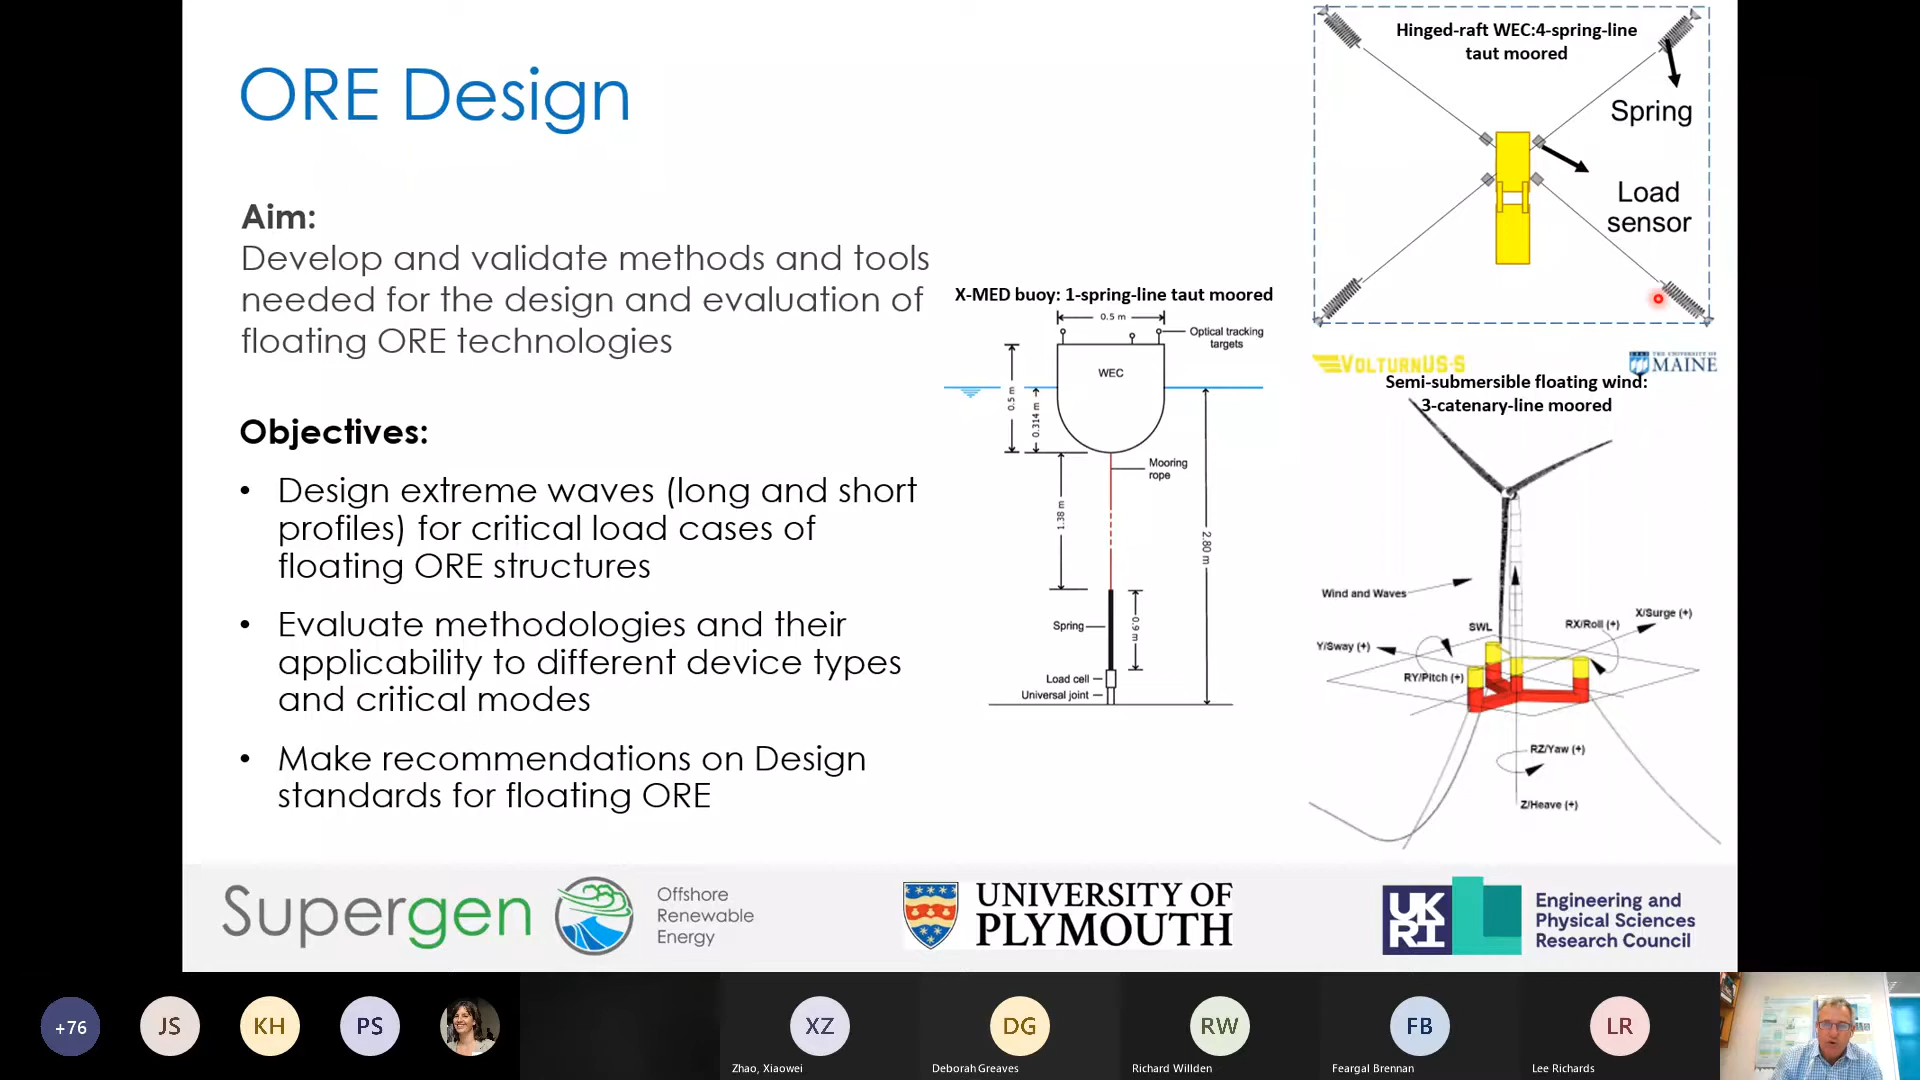 ORE Design
Aim:
Develop and validate methods and tools
needed for the design and evaluation of
floating ORE technologies
Objectives:
• Design extreme waves (long and short
profiles) for critical load cases of
floating ORE structures
• Evaluate methodologies and their
applicability to different device types
and critical modes
• Make recommendations on Design
standards for floating ORE
X-MED buoy: 1-spring-line taut moored
0.5 m
Optical tracking
targets
WEC
0.5 m
0.314 m
Mooring
rope
1.38 m
2.80 m
Spring
0.9 m
Load cell
Universal joint
Hinged-raft WEC:4-spring-line
taut moored
Spring
Load
sensor
VOLTURNUS-S
THE UNIVERSITY OF
MAINE
Semi-submersible floating wind:
3-catenary-line moored
Wind and Waves
X/Surge (+)
RX/Roll (+)
SWL
Y/Sway (+)
RY/Pitch (+)
RZ/Yaw (+)
Z/Heave (+)
Supergen
Offshore
Renewable
Energy
UNIVERSITY OF
PLYMOUTH
UK
RI
Engineering and
Physical Sciences
Research Council
+76
JS
KH
PS
XZ
Zhao, Xiaowei
DG
Deborah Greaves
RW
Richard Willden
FB
Feargal Brennan
LR
Lee Richards